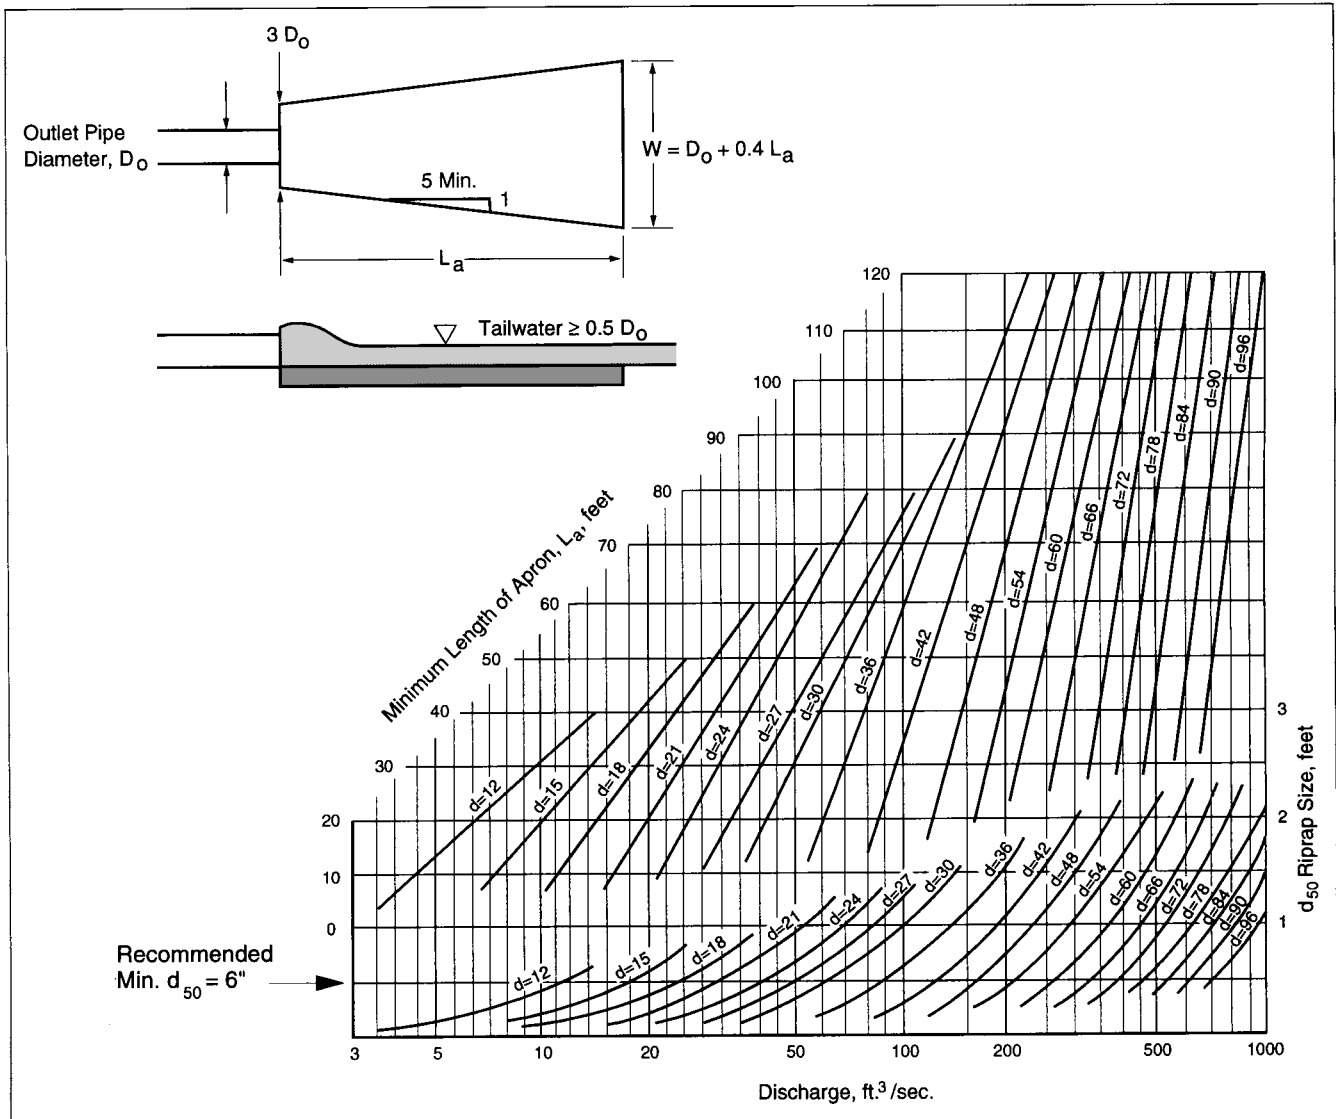 3 Do
Outlet Pipe
Diameter, Do
W = Do + 0.4 La
5 Min.
1
La
Tailwater ≥ 0.5 Do
Minimum Length of Apron, La, feet
120
110
100
90
80
70
60
50
40
30
20
10
0
d=12
d=15
d=18
d=21
d=24
d=27
d=30
d=36
d=42
d=48
d=54
d=60
d=66
d=72
d=78
d=84
d=90
d=96
3
2
1
d50 Riprap Size, feet
d=12
d=15
d=18
d=21
d=24
d=27
d=30
d=36
d=42
d=48
d=54
d=60
d=66
d=72
d=78
d=84
d=90
d=96
Recommended
Min. d50 = 6"
3 5 10 20 50 100 200 500 1000
Discharge, ft.3/sec.